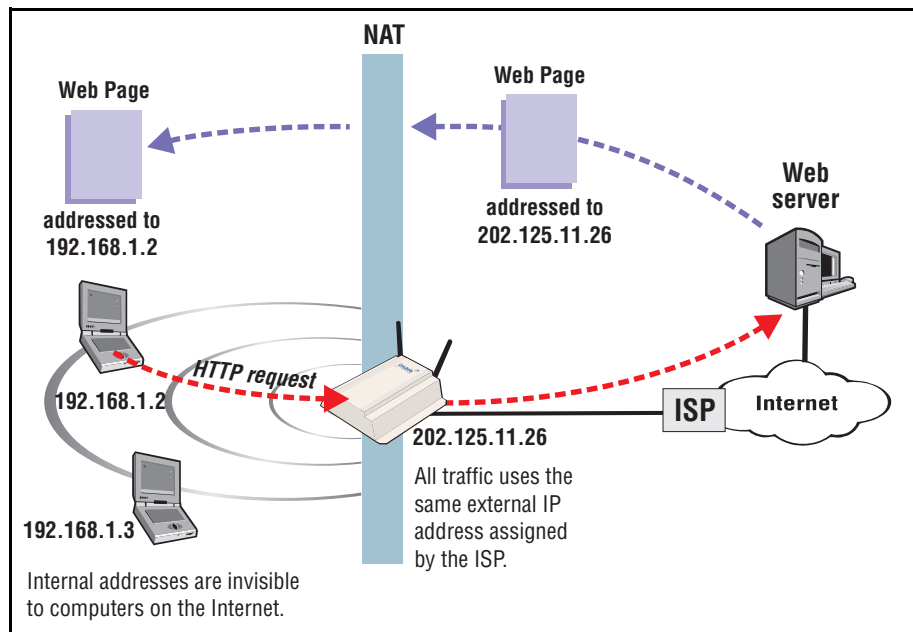 NAT
Web Page
addressed to
192.168.1.2
Web Page
addressed to
202.125.11.26
Web
server
HTTP request
192.168.1.2
192.168.1.3
202.125.11.26
ISP
Internet
All traffic uses the
same external IP
address assigned
by the ISP.
Internal addresses are invisible
to computers on the Internet.